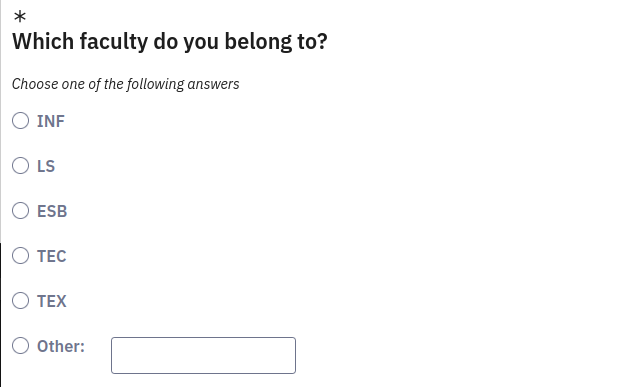 *
Which faculty do you belong to?
Choose one of the following answers
INF
LS
ESB
TEC
TEX
Other: